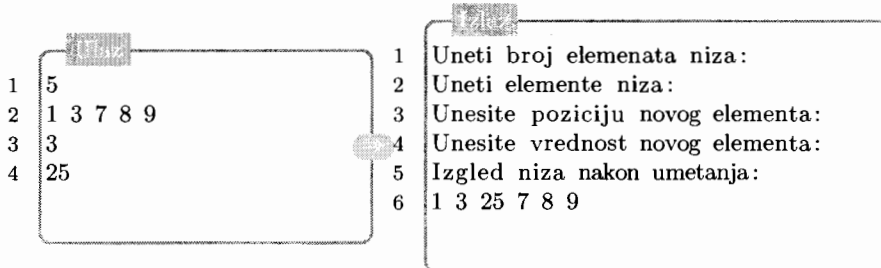 Ulaz
1 5
2 1 3 7 8 9
3 3
4 25
Izlaz
1 Uneti broj elemenata niza:
2 Uneti elemente niza:
3 Unesite poziciju novog elementa:
4 Unesite vrednost novog elementa:
5 Izgled niza nakon umetanja:
6 1 3 25 7 8 9